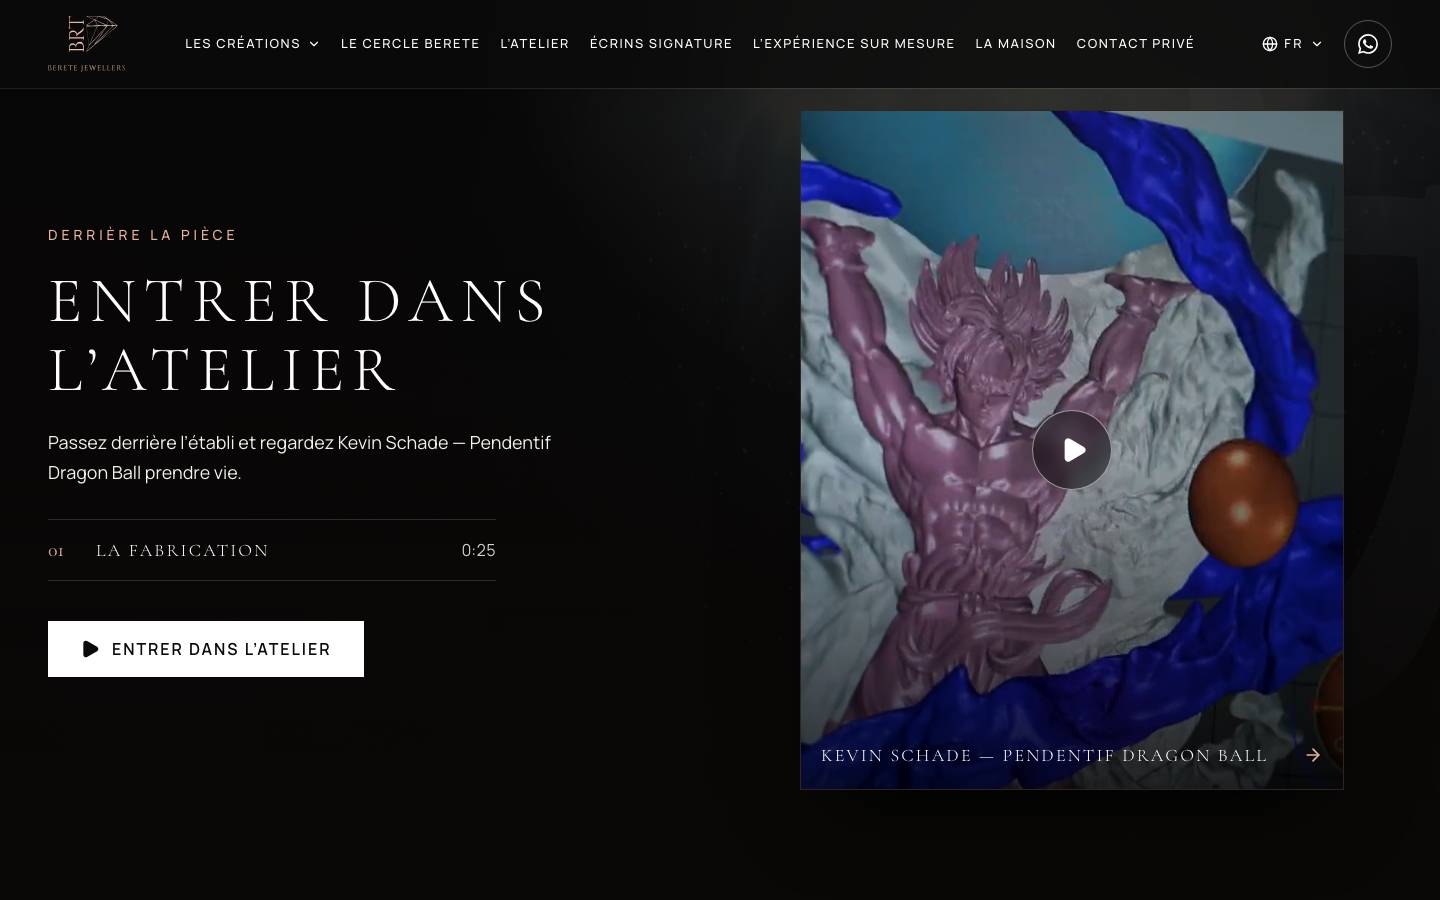 BRT
BERETE JEWELLERS
LES CRÉATIONS
LE CERCLE BERETE
L’ATELIER
ÉCRINS SIGNATURE
L’EXPÉRIENCE SUR MESURE
LA MAISON
CONTACT PRIVÉ
FR
DERRIÈRE LA PIÈCE
ENTRER DANS
L’ATELIER
Passez derrière l’établi et regardez Kevin Schade — Pendentif
Dragon Ball prendre vie.
01 LA FABRICATION 0:25
ENTRER DANS L’ATELIER
KEVIN SCHADE — PENDENTIF DRAGON BALL